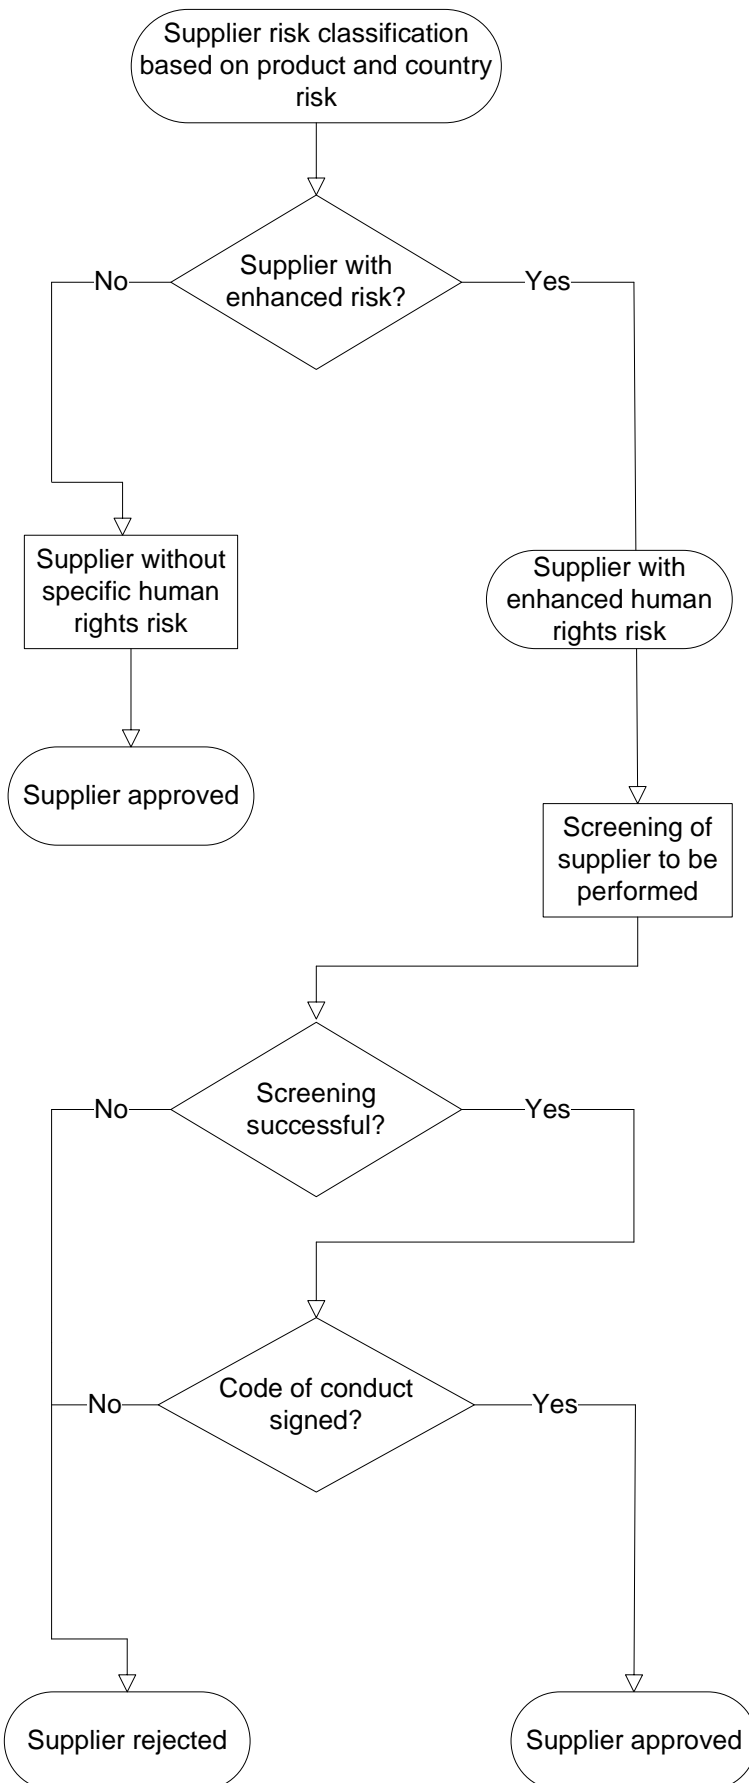 Supplier risk classification
based on product and country
risk
Supplier with
enhanced risk?
No
Yes
Supplier without
specific human
rights risk
Supplier with
enhanced human
rights risk
Supplier approved
Screening of
supplier to be
performed
Screening
successful?
No
Yes
Code of conduct
signed?
No
Yes
Supplier rejected
Supplier approved